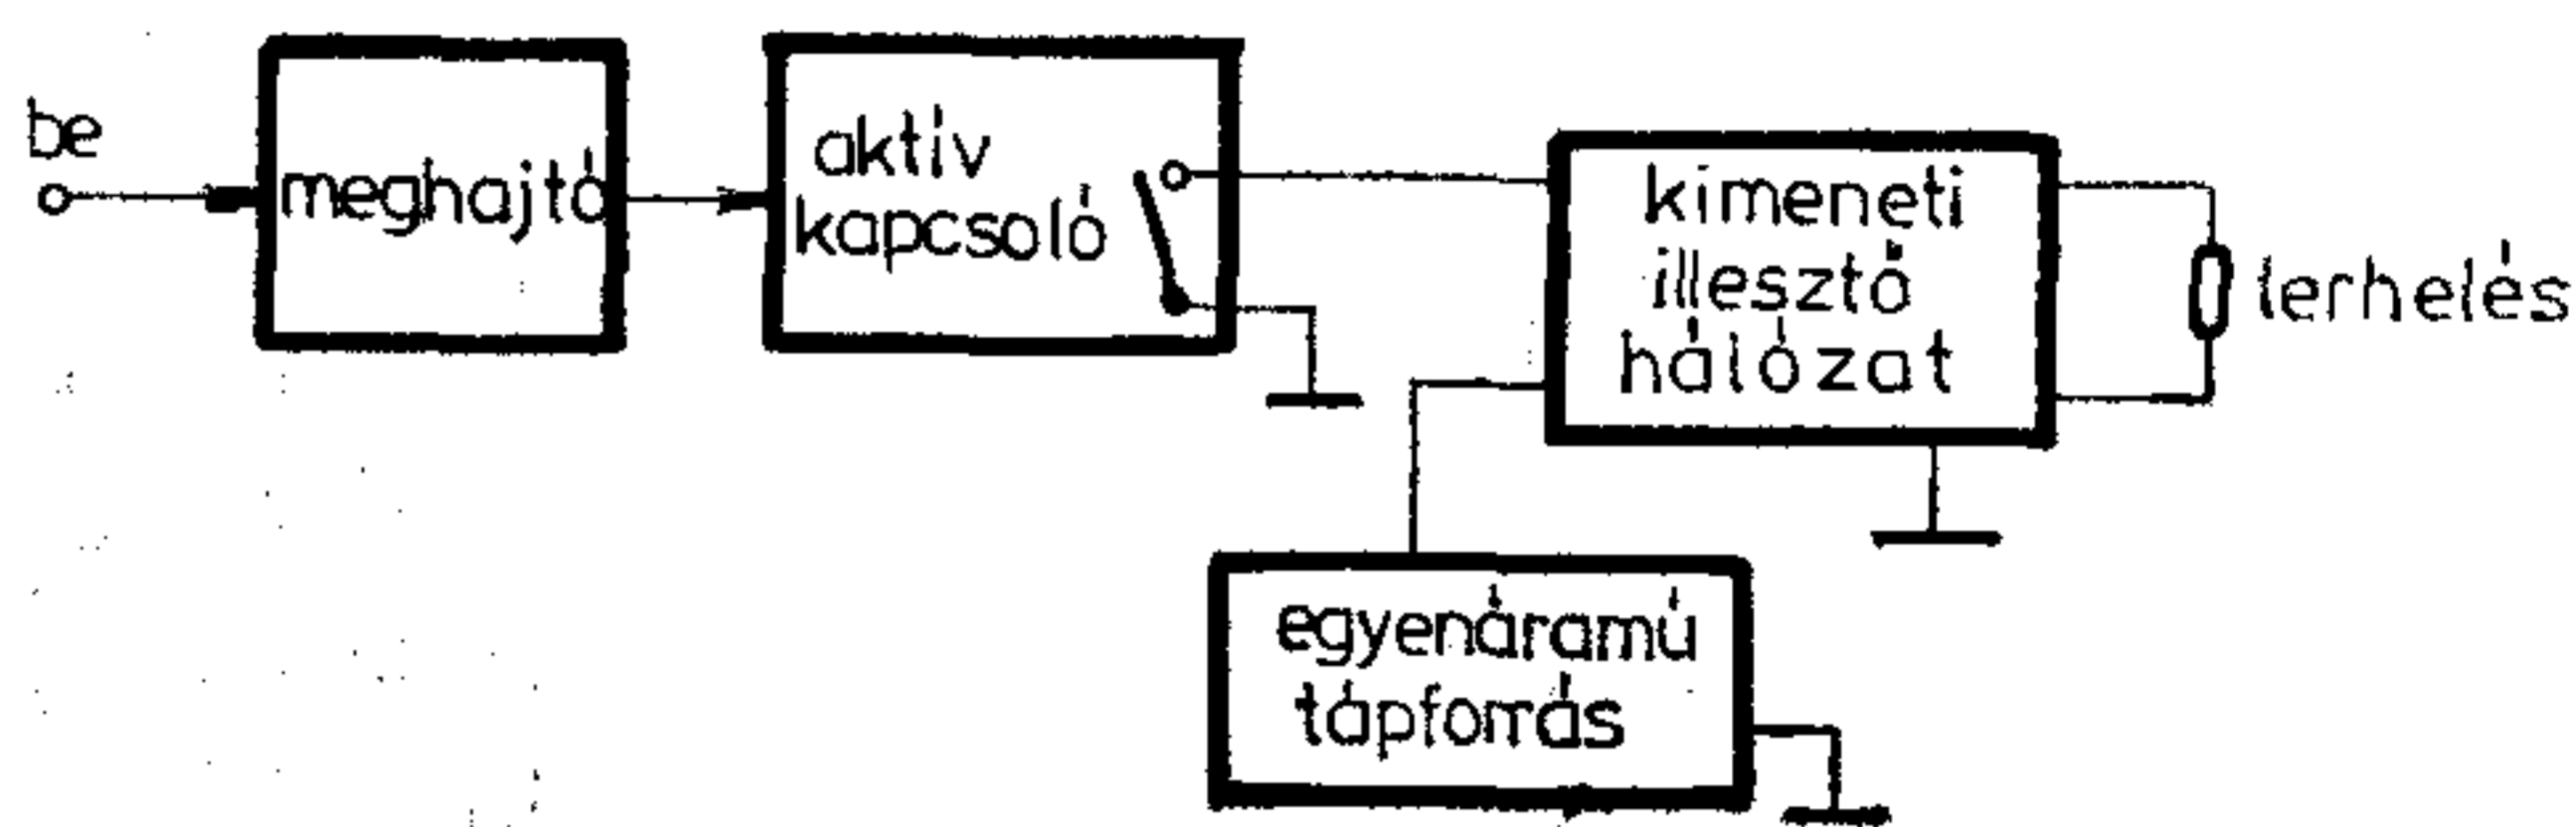 be
meghajtó
aktív
kapcsoló
kimeneti
illesztő
hálózat
terhelés
egyenáramú
tápforrás